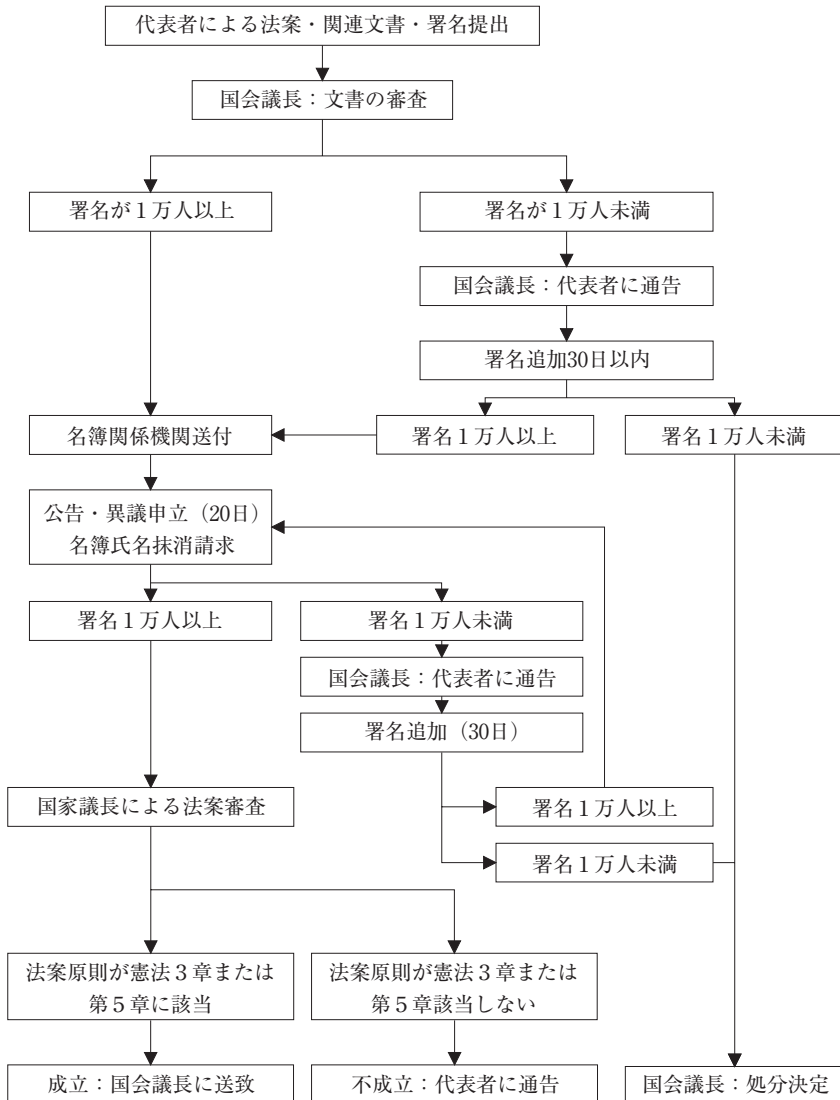 代表者による法案・関連文書・署名提出
国会議長：文書の審査
署名が１万人以上
署名が１万人未満
国会議長：代表者に通告
署名追加30日以内
名簿関係機関送付
署名１万人以上
署名１万人未満
公告・異議申立（20日）
名簿氏名抹消請求
署名１万人以上
署名１万人未満
国会議長：代表者に通告
署名追加（30日）
国家議長による法案審査
署名１万人以上
署名１万人未満
法案原則が憲法３章または
第５章に該当
法案原則が憲法３章または
第５章該当しない
成立：国会議長に送致
不成立：代表者に通告
国会議長：処分決定